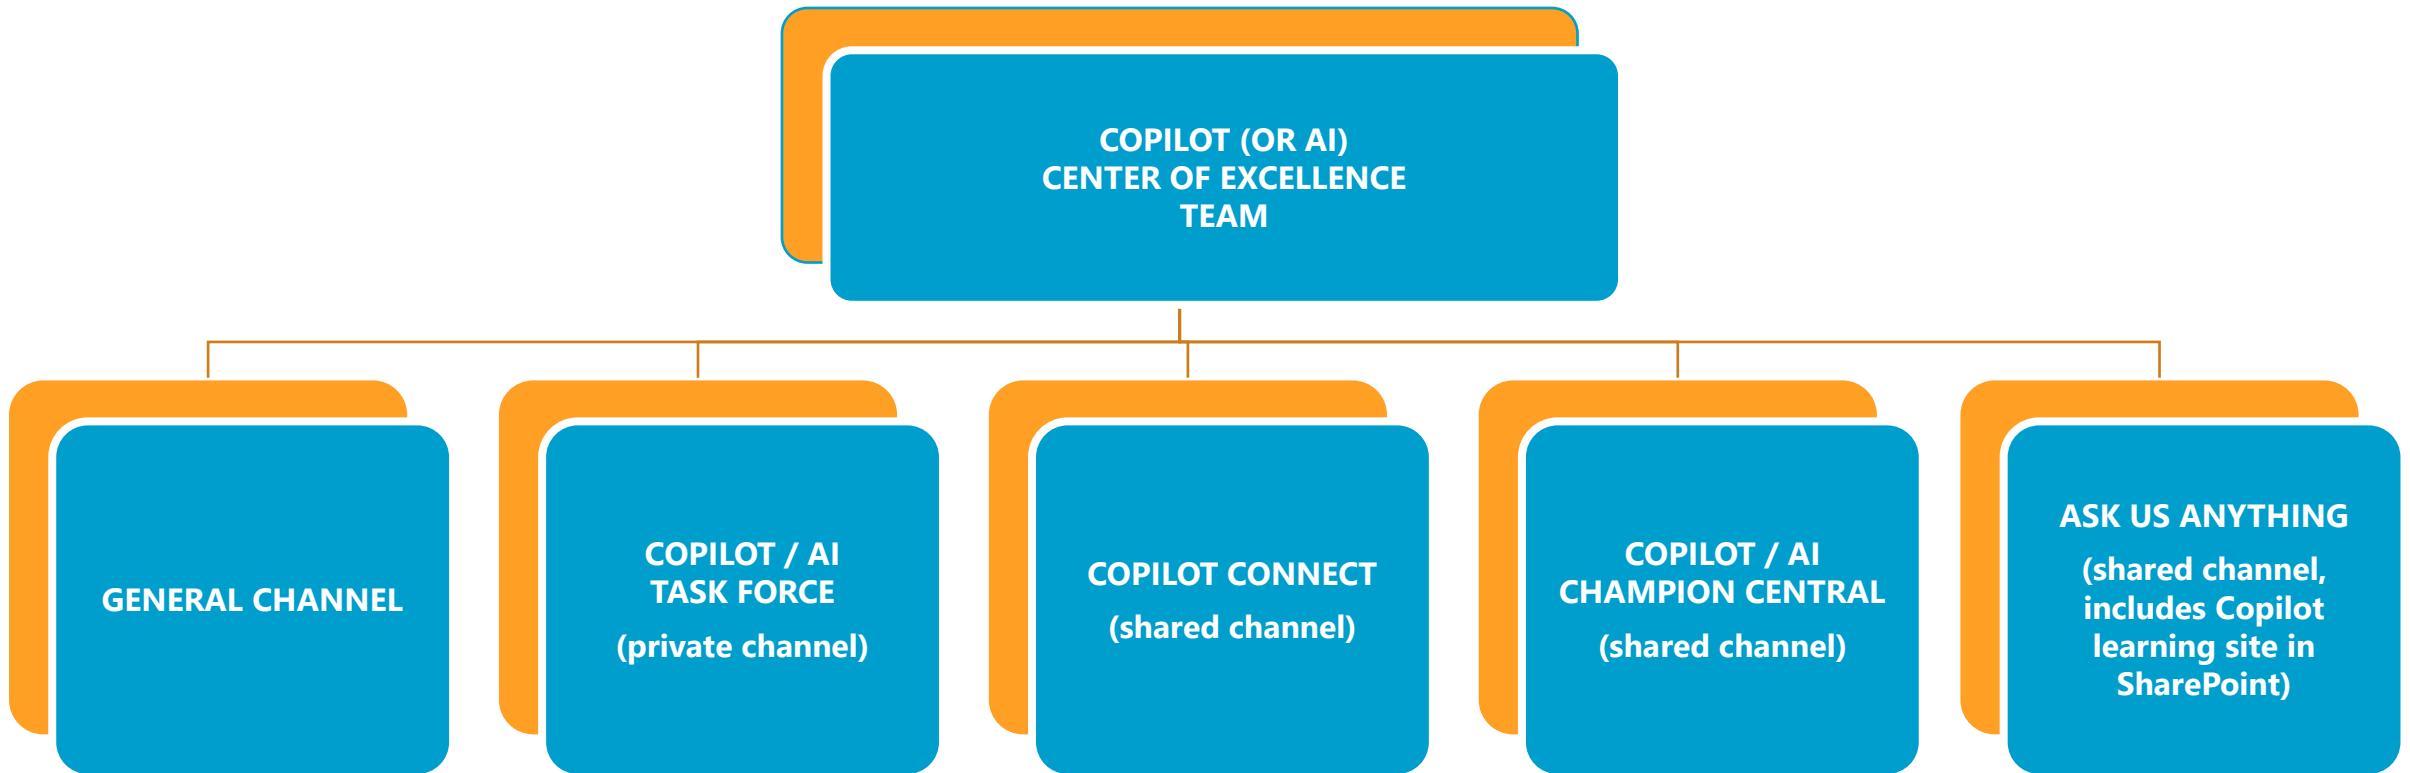 COPILOT (OR AI)
CENTER OF EXCELLENCE
TEAM
GENERAL CHANNEL
COPILOT / AI
TASK FORCE
(private channel)
COPILOT CONNECT
(shared channel)
COPILOT / AI
CHAMPION CENTRAL
(shared channel)
ASK US ANYTHING
(shared channel,
includes Copilot
learning site in
SharePoint)